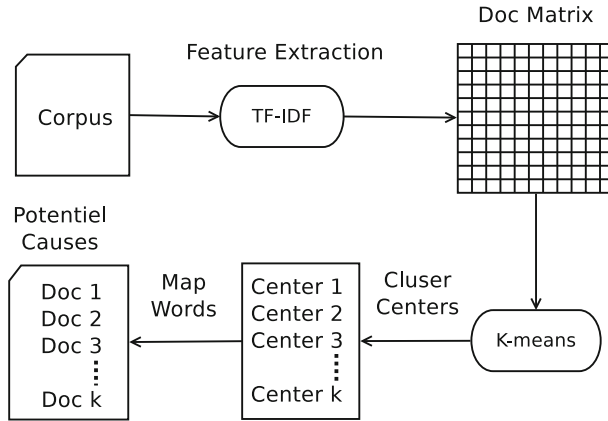 Doc Matrix
Feature Extraction
Corpus
TF-IDF
Potentiel
Causes
Doc 1
Doc 2
Doc 3
Doc k
Map
Words
Center 1
Center 2
Center 3
Center k
Cluser
Centers
K-means